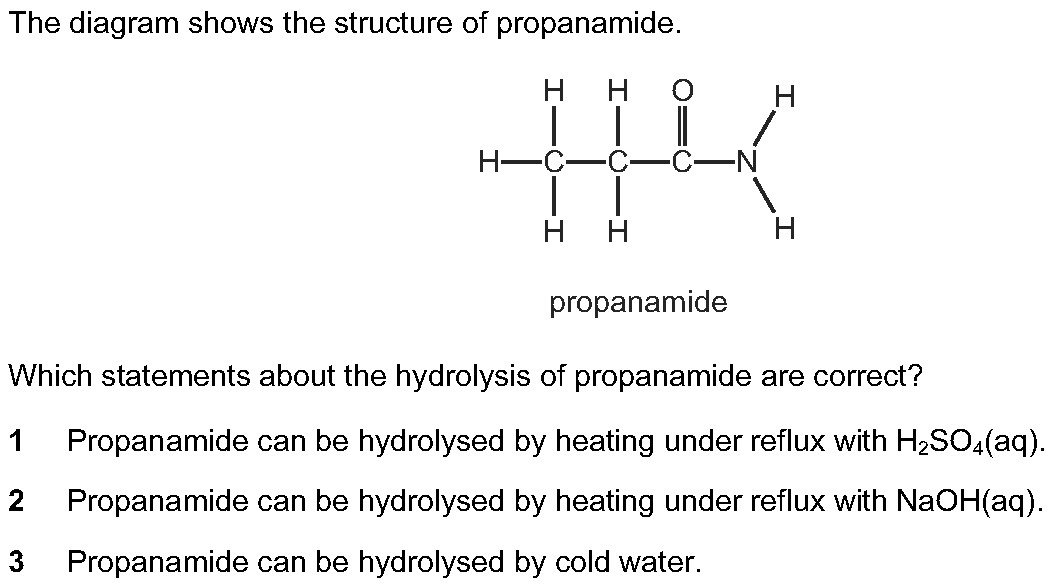 The diagram shows the structure of propanamide.
H H O H
H C C C N
H H H
propanamide
Which statements about the hydrolysis of propanamide are correct?
1 Propanamide can be hydrolysed by heating under reflux with H₂SO₄(aq).
2 Propanamide can be hydrolysed by heating under reflux with NaOH(aq).
3 Propanamide can be hydrolysed by cold water.